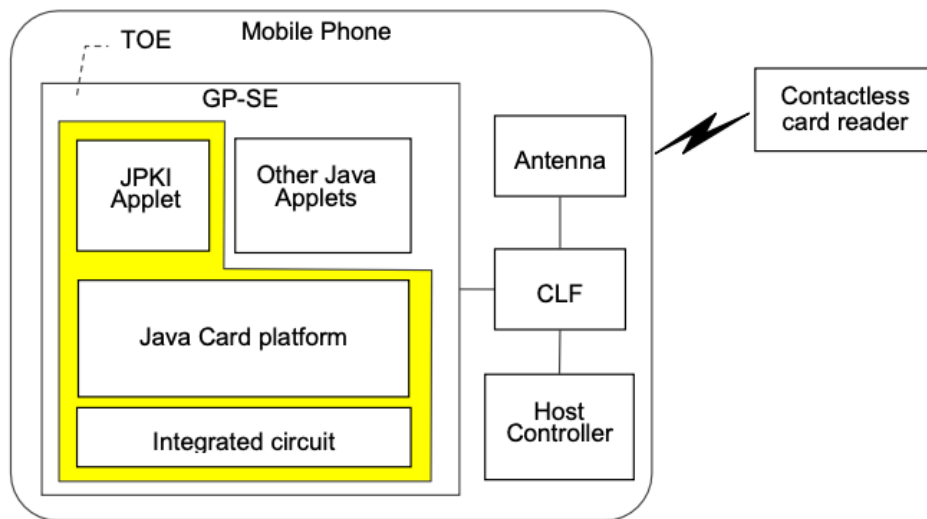 Mobile Phone
TOE
GP-SE
Contactless
card reader
JPKI
Applet
Other Java
Applets
Antenna
CLF
Java Card platform
Host
Controller
Integrated circuit